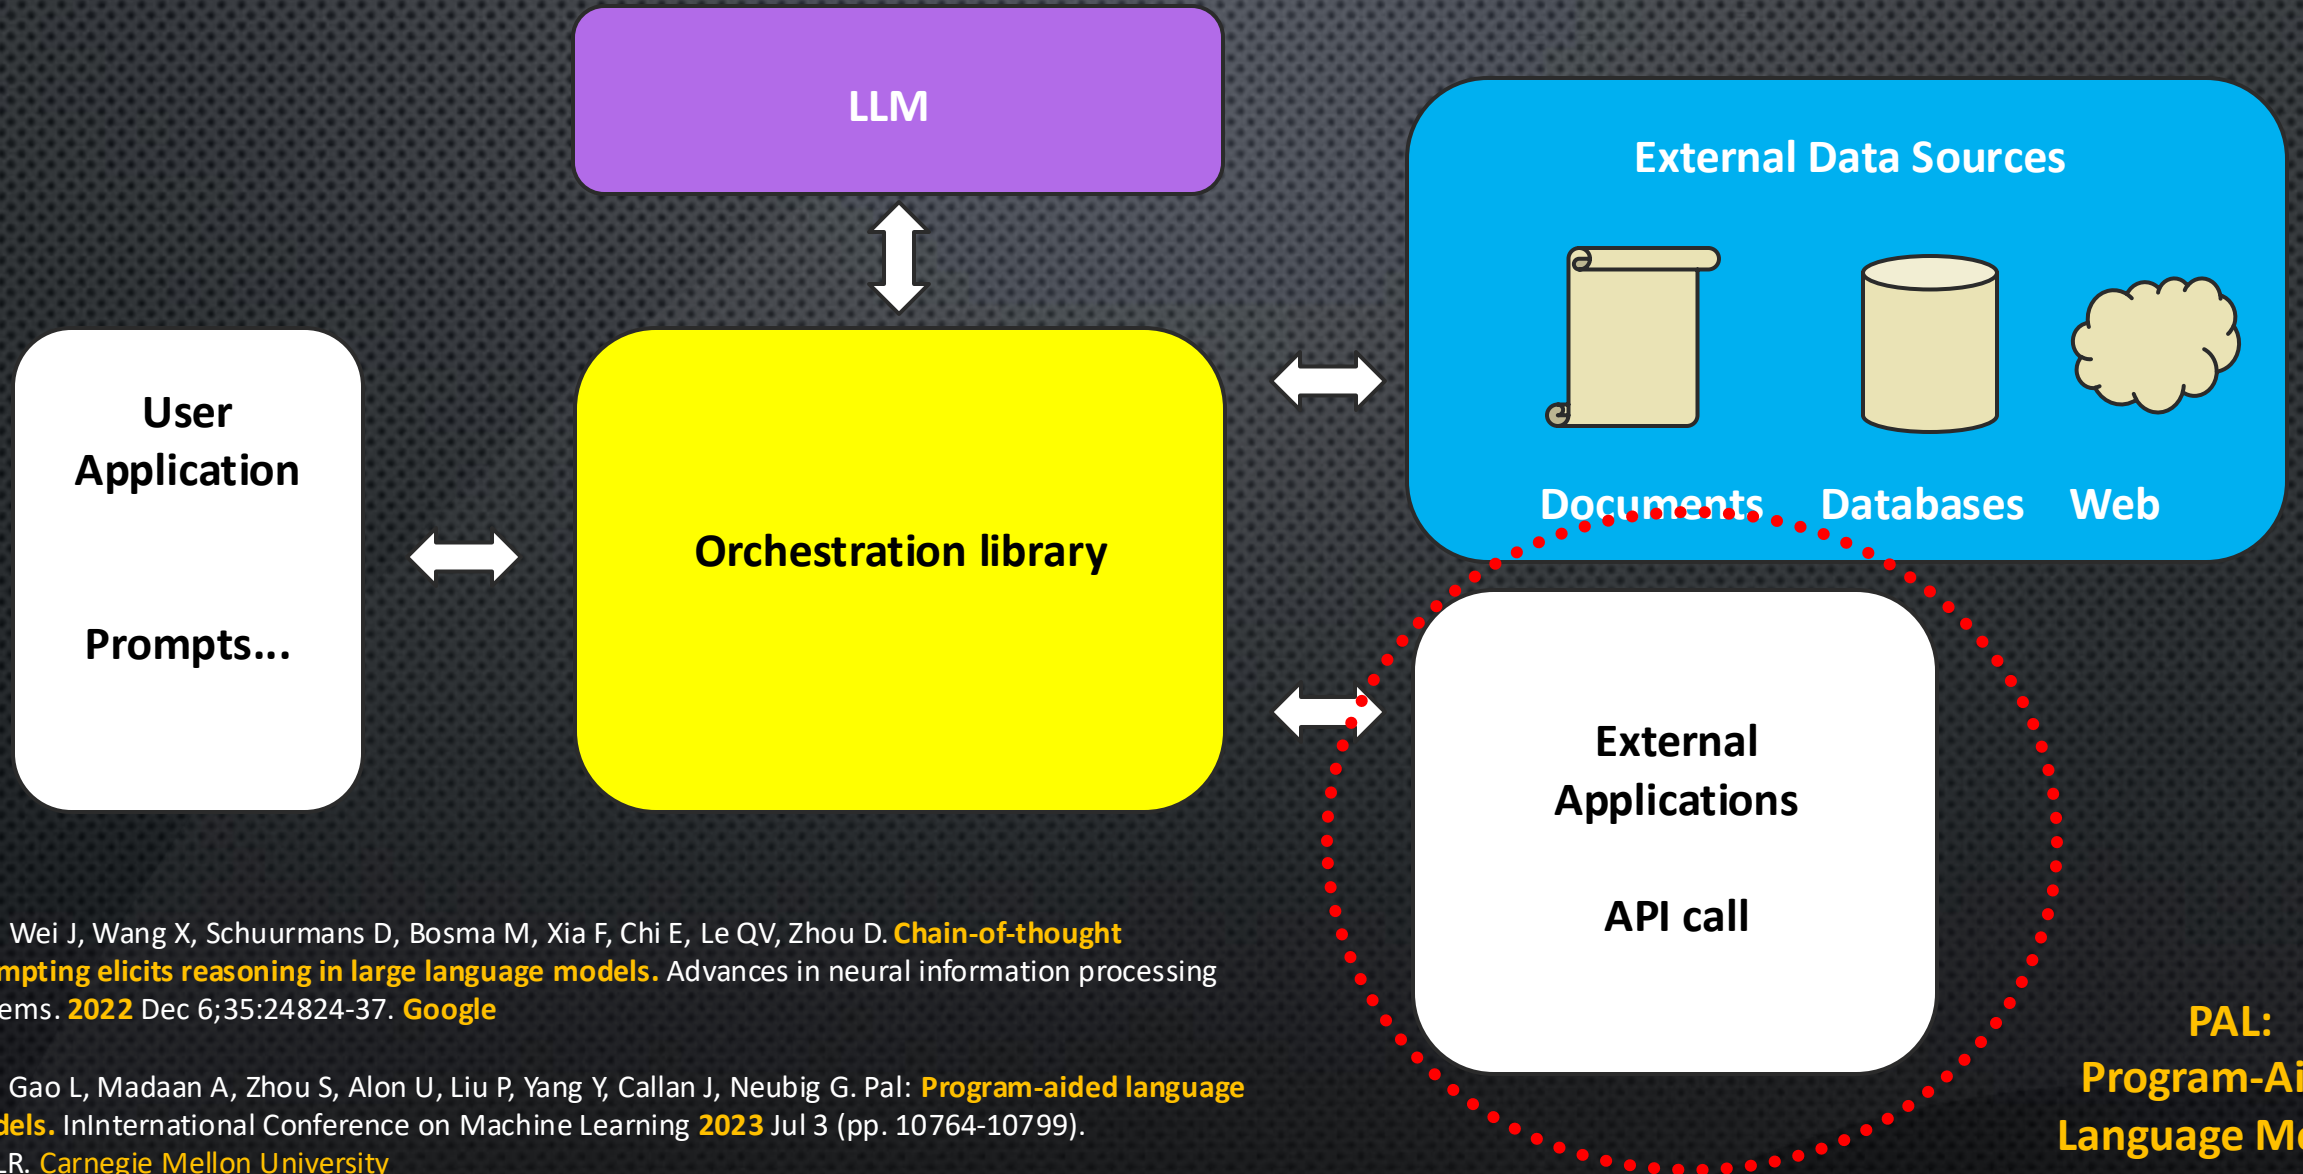 LLM
External Data Sources
Documents Databases Web
User
Application
Prompts...
Orchestration library
External
Applications
API call
Wei J, Wang X, Schuurmans D, Bosma M, Xia F, Chi E, Le QV, Zhou D. Chain-of-thought
mpting elicits reasoning in large language models. Advances in neural information processing
ems. 2022 Dec 6;35:24824-37. Google
Gao L, Madaan A, Zhou S, Alon U, Liu P, Yang Y, Callan J, Neubig G. Pal: Program-aided language
dels. InInternational Conference on Machine Learning 2023 Jul 3 (pp. 10764-10799).
LR. Carnegie Mellon University
PAL:
Program-Ai
Language M